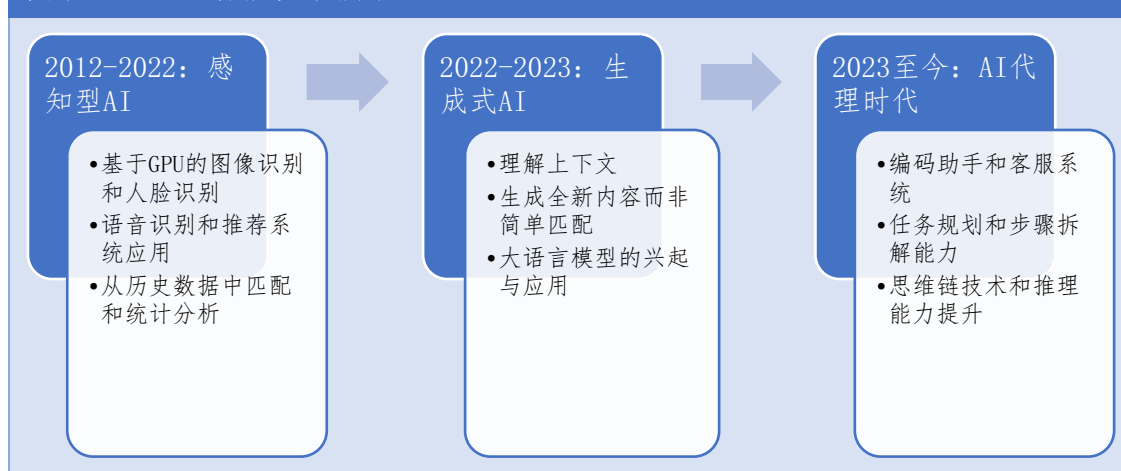 2012-2022：感
知型AI
•基于GPU的图像识别
和人脸识别
•语音识别和推荐系
统应用
•从历史数据中匹配
和统计分析
2022-2023：生
成式AI
•理解上下文
•生成全新内容而非
简单匹配
•大语言模型的兴起
与应用
2023至今：AI代
理时代
•编码助手和客服系
统
•任务规划和步骤拆
解能力
•思维链技术和推理
能力提升